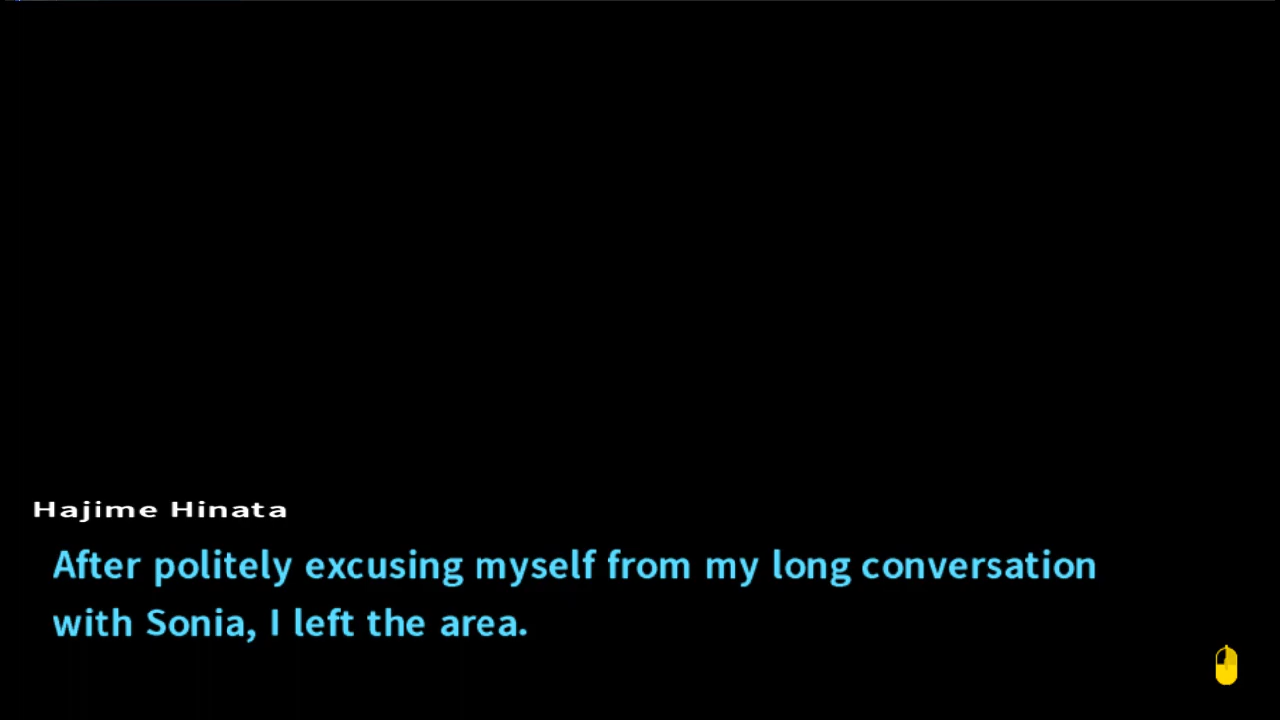 Hajime Hinata
After politely excusing myself from my long conversation
with Sonia, I left the area.